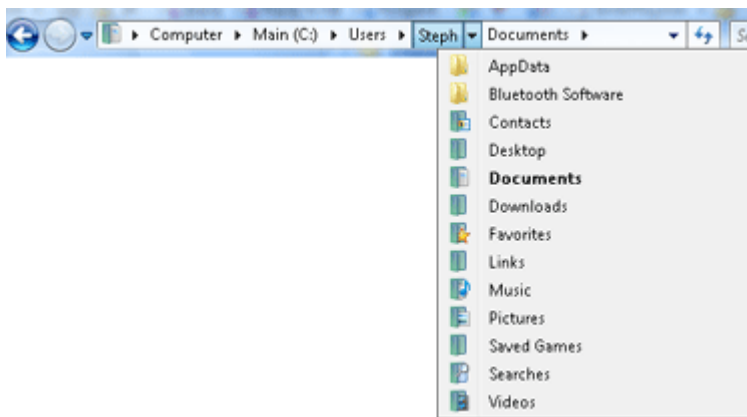 Computer Main (C:) Users Steph Documents
AppData
Bluetooth Software
Contacts
Desktop
Documents
Downloads
Favorites
Links
Music
Pictures
Saved Games
Searches
Videos